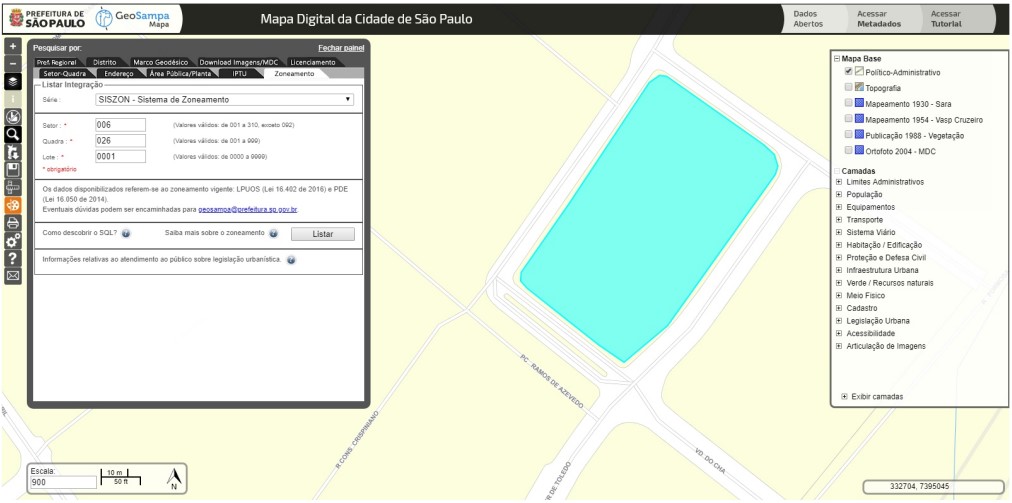 PREFEITURA DE
SÃO PAULO
GeoSampa
Mapa
Mapa Digital da Cidade de São Paulo
Dados
Abertos
Acessar
Metadados
Acessar
Tutorial
Pesquisar por:
Fechar painel
Pref.Regional Distrito Marco Geodésico Download Imagens/MDC Licenciamento
Setor-Quadra Endereço Área Pública/Planta IPTU Zoneamento
Listar Integração
Série :
SISZON - Sistema de Zoneamento
Setor : *
006
(Valores válidos: de 001 a 310, exceto 092)
Quadra : *
026
(Valores válidos: de 001 a 999)
Lote : *
0001
(Valores válidos: de 0000 a 9999)
* obrigatório
Os dados disponibilizados referem-se ao zoneamento vigente: LPUOS (Lei 16.402 de 2016) e PDE
(Lei 16.050 de 2014).
Eventuais dúvidas podem ser encaminhadas para geosampa@prefeitura.sp.gov.br.
Como descobrir o SQL?
Saiba mais sobre o zoneamento
Listar
Informações relativas ao atendimento ao público sobre legislação urbanística.
Mapa Base
Político-Administrativo
Topografia
Mapeamento 1930 - Sara
Mapeamento 1954 - Vasp Cruzeiro
Publicação 1988 - Vegetação
Ortofoto 2004 - MDC
Camadas
Limites Administrativos
População
Equipamentos
Transporte
Sistema Viário
Habitação / Edificação
Proteção e Defesa Civil
Infraestrutura Urbana
Verde / Recursos naturais
Meio Físico
Cadastro
Legislação Urbana
Acessibilidade
Articulação de Imagens
Exibir camadas
PC - RAMOS DE AZEVEDO
R CONS. CRISPINIANO
VD. DO CHA
R DE TOLEDO
Escala:
900
10 m
50 ft
N
332704, 7395045